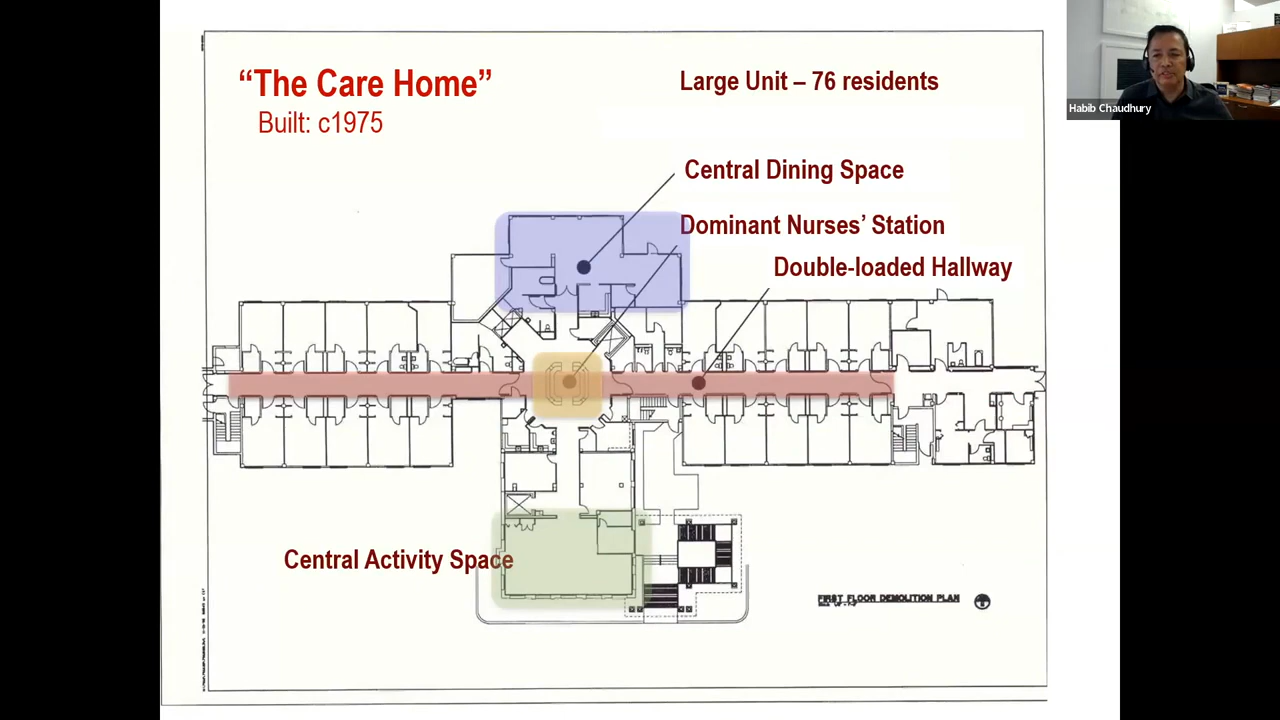 “The Care Home”
Built: c1975
Large Unit – 76 residents
Habib Chaudhury
Central Dining Space
Dominant Nurses’ Station
Double-loaded Hallway
Central Activity Space
FIRST FLOOR DEMOLITION PLAN